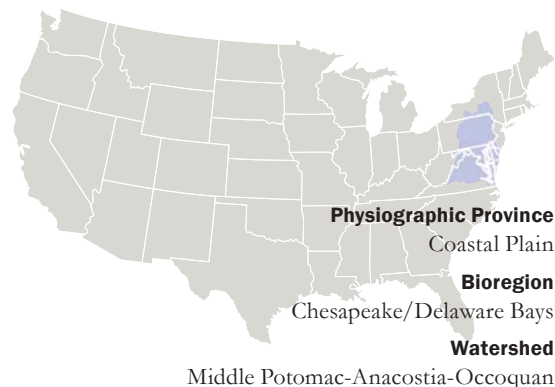 Physiographic Province
Coastal Plain
Bioregion
Chesapeake/Delaware Bays
Watershed
Middle Potomac-Anacostia-Occoquan